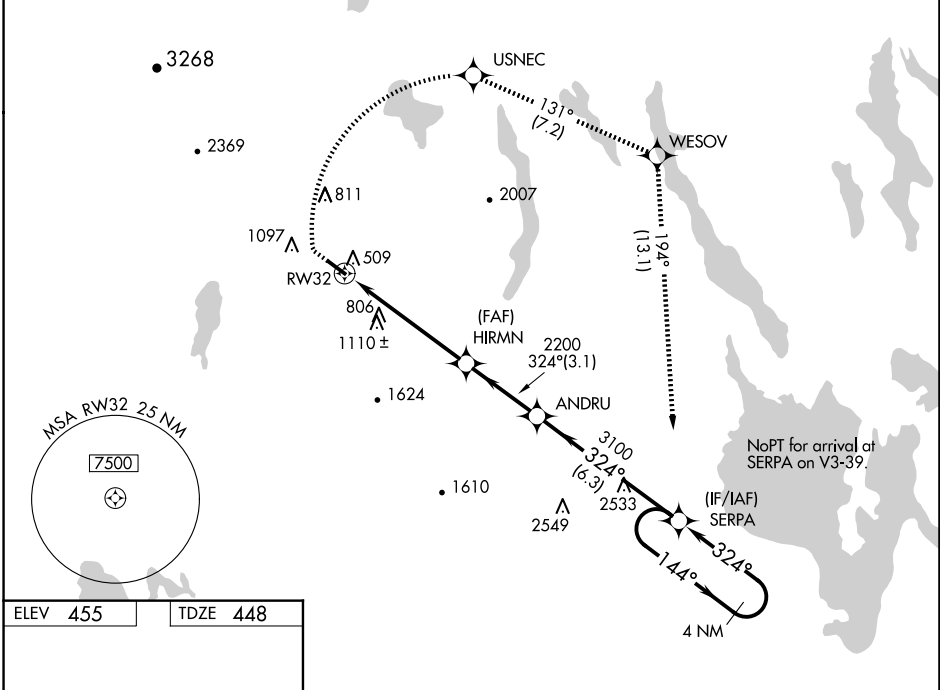 3268
USNEC
131°
(7.2)
2369
WESOV
811
2007
1097
509
194°
(13.1)
RW32
806
(FAF)
HIRMN
1110 ±
2200
324°(3.1)
1624
ANDRU
MSA RW32 25 NM
7500
3100
324°
(6.3)
NoPT for arrival at
SERPA on V3-39.
1610
2533
(IF/IAF)
SERPA
2549
324°
144°
4 NM
ELEV 455
TDZE 448